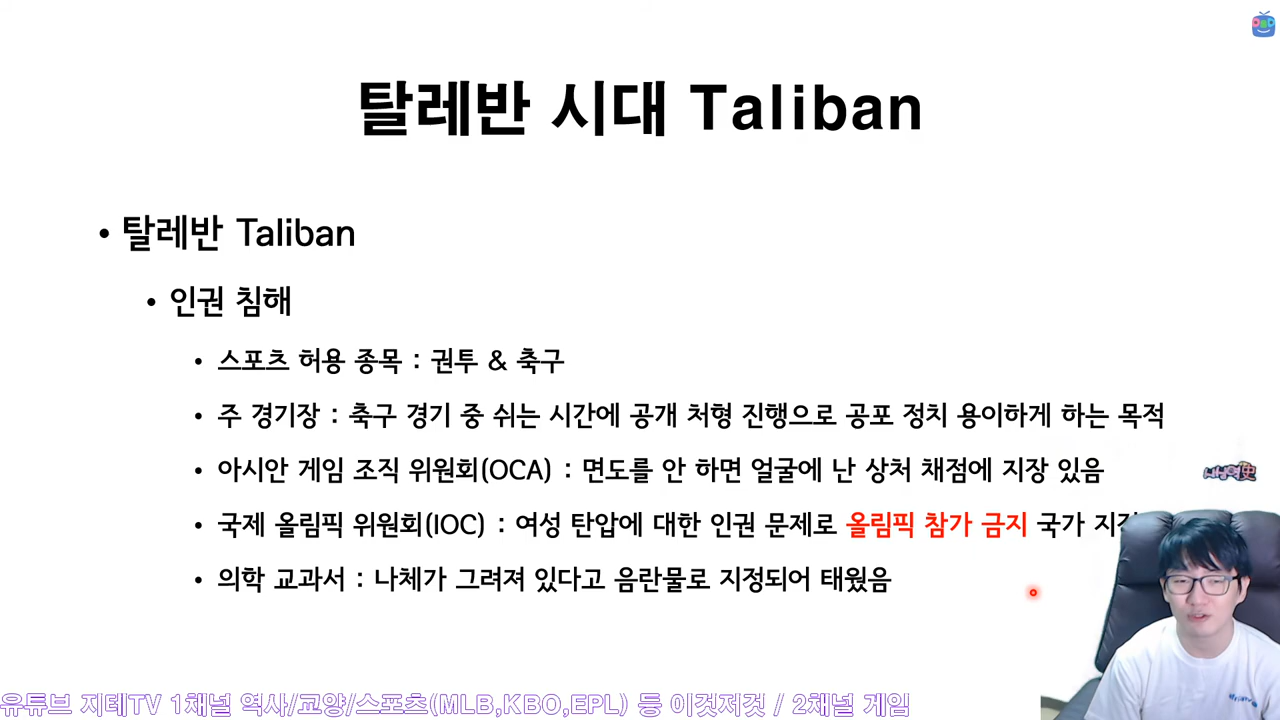 탈레반 시대 Taliban
• 탈레반 Taliban
• 인권 침해
• 스포츠 허용 종목 : 권투 & 축구
• 주 경기장 : 축구 경기 중 쉬는 시간에 공개 처형 진행으로 공포 정치 용이하게 하는 목적
• 아시안 게임 조직 위원회(OCA) : 면도를 안 하면 얼굴에 난 상처 채점에 지장 있음
• 국제 올림픽 위원회(IOC) : 여성 탄압에 대한 인권 문제로 올림픽 참가 금지 국가
• 의학 교과서 : 나체가 그려져 있다고 음란물로 지정되어 태웠음
유튜브 지테TV 1채널 역사/교양/스포츠(MLB,KBO,EPL) 등 이것저것 / 2채널 게임